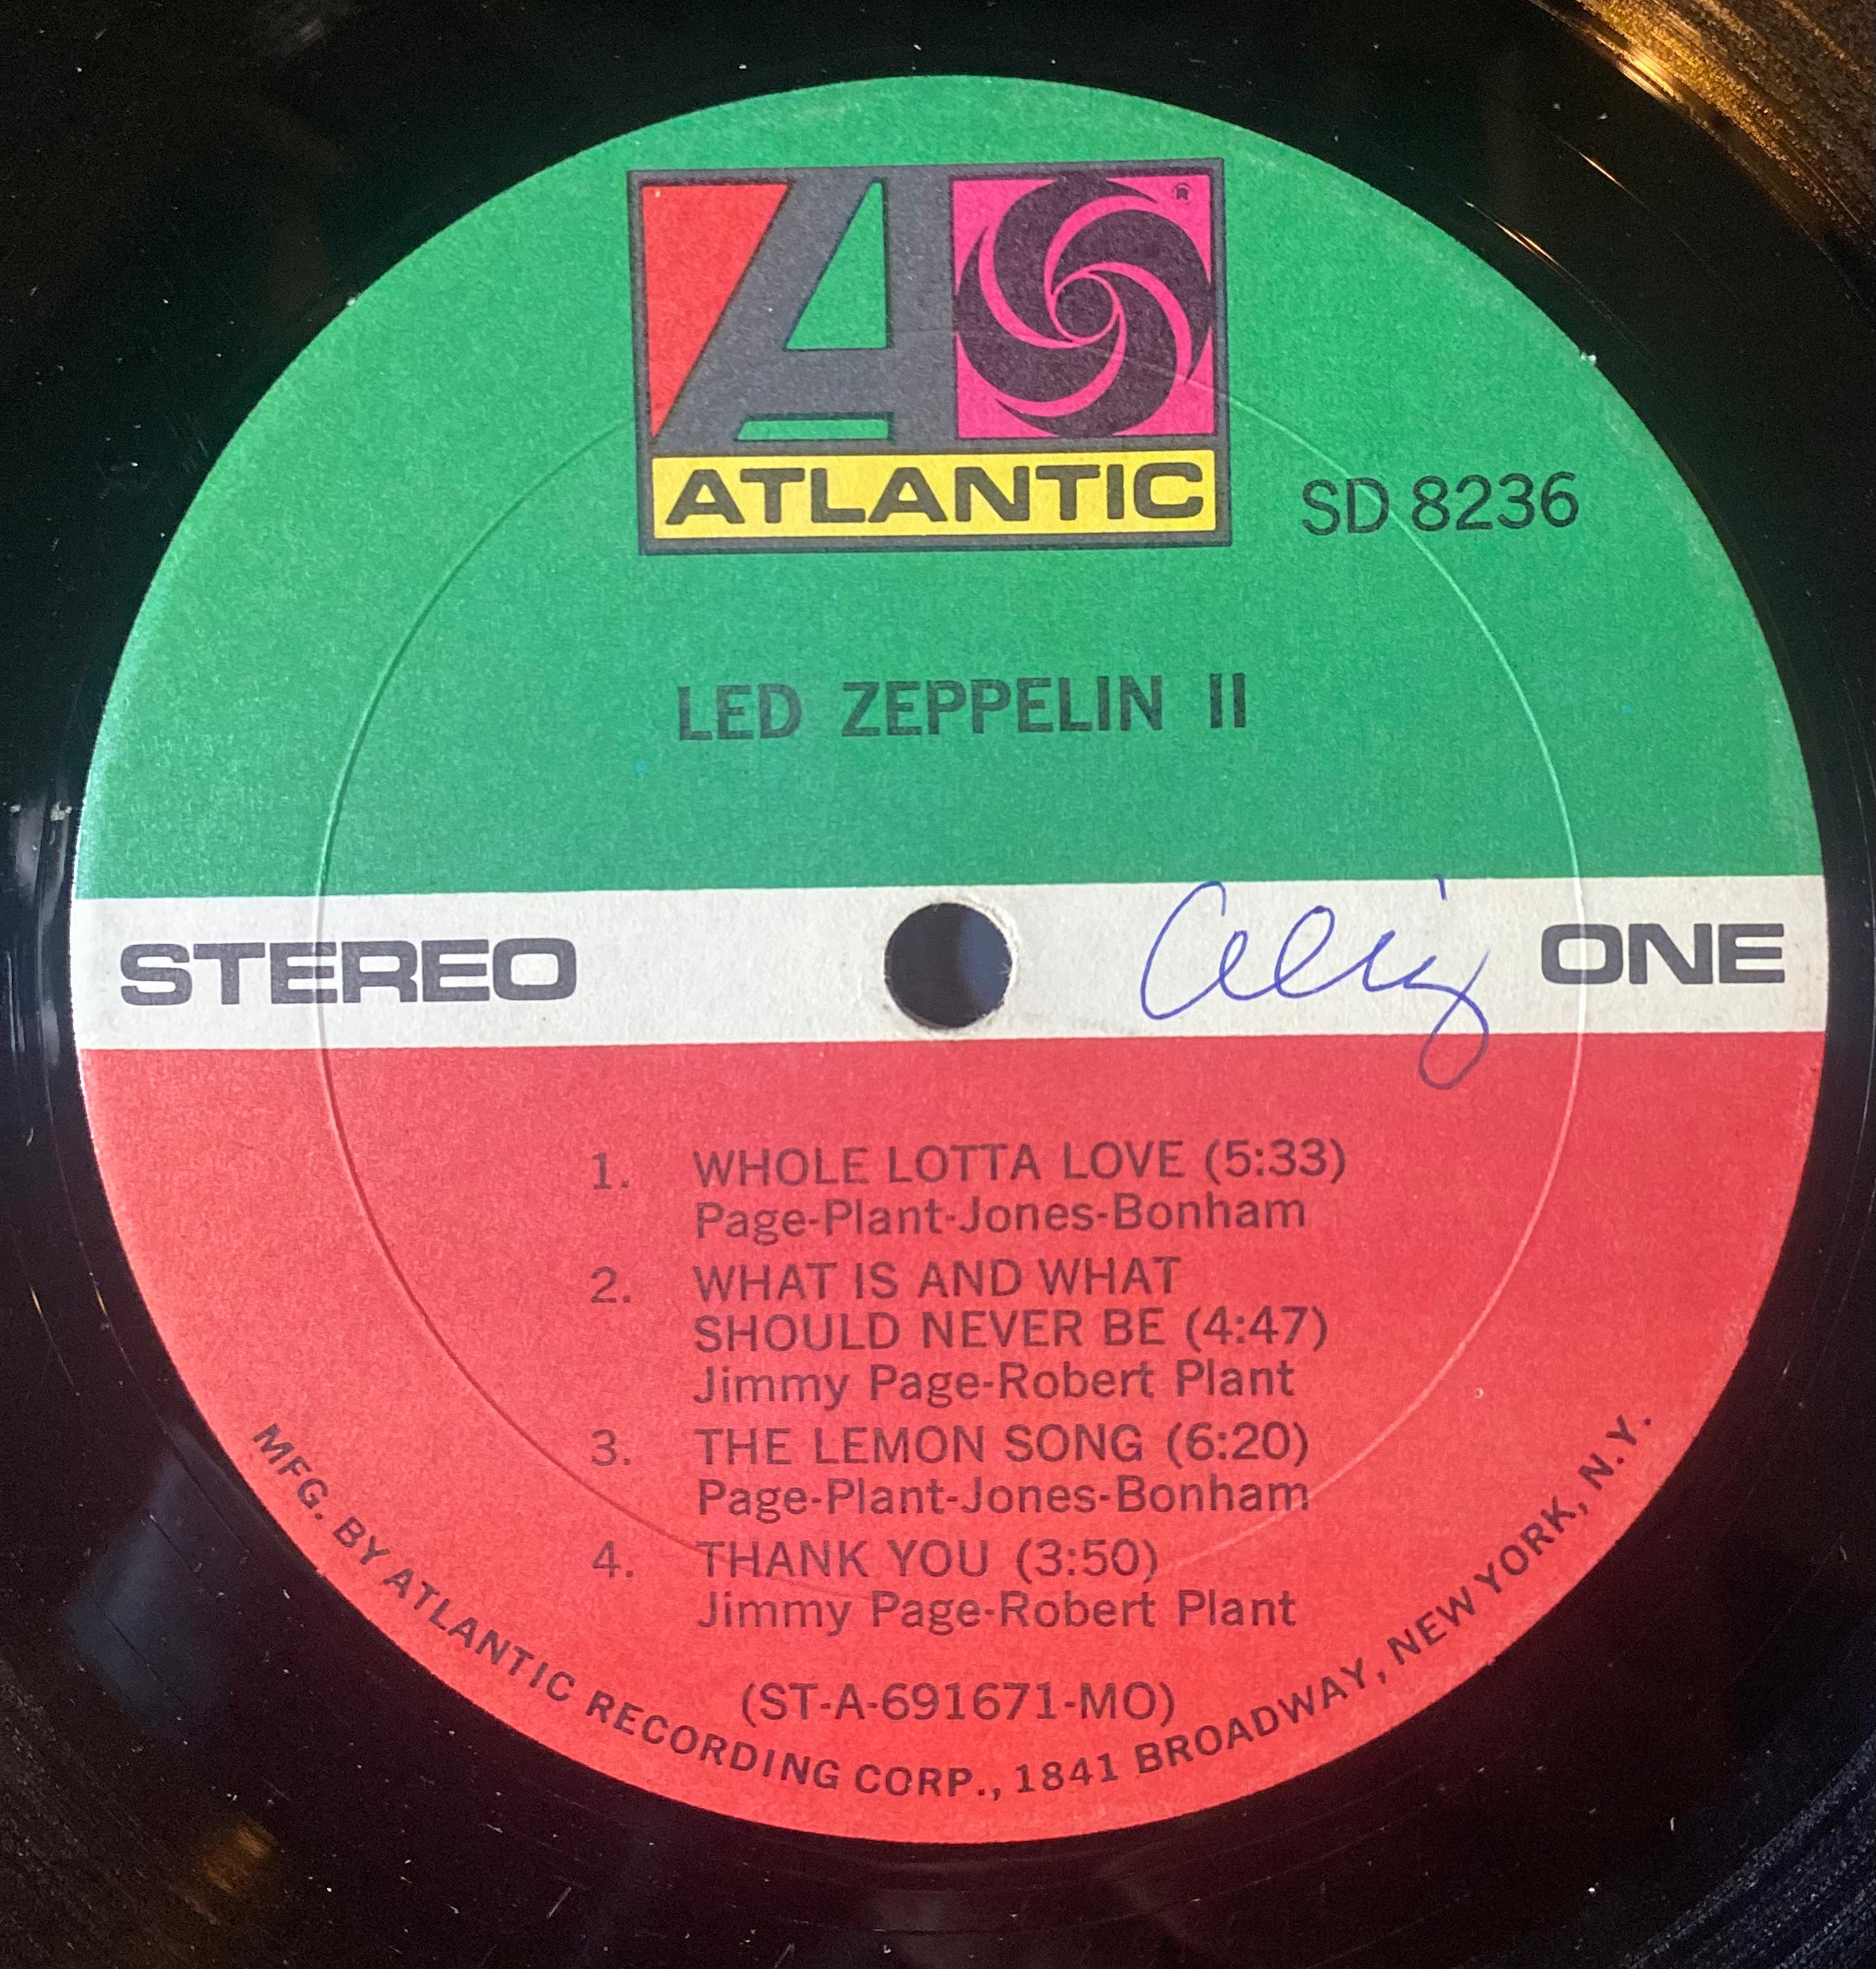 ATLANTIC
SD 8236
LED ZEPPELIN II
STEREO
ONE
1. WHOLE LOTTA LOVE (5:33)
Page-Plant-Jones-Bonham
2. WHAT IS AND WHAT
SHOULD NEVER BE (4:47)
Jimmy Page-Robert Plant
3. THE LEMON SONG (6:20)
Page-Plant-Jones-Bonham
4. THANK YOU (3:50)
Jimmy Page-Robert Plant
(ST-A-691671-MO)
MFG. BY ATLANTIC RECORDING CORP., 1841 BROADWAY, NEW YORK, N.Y.